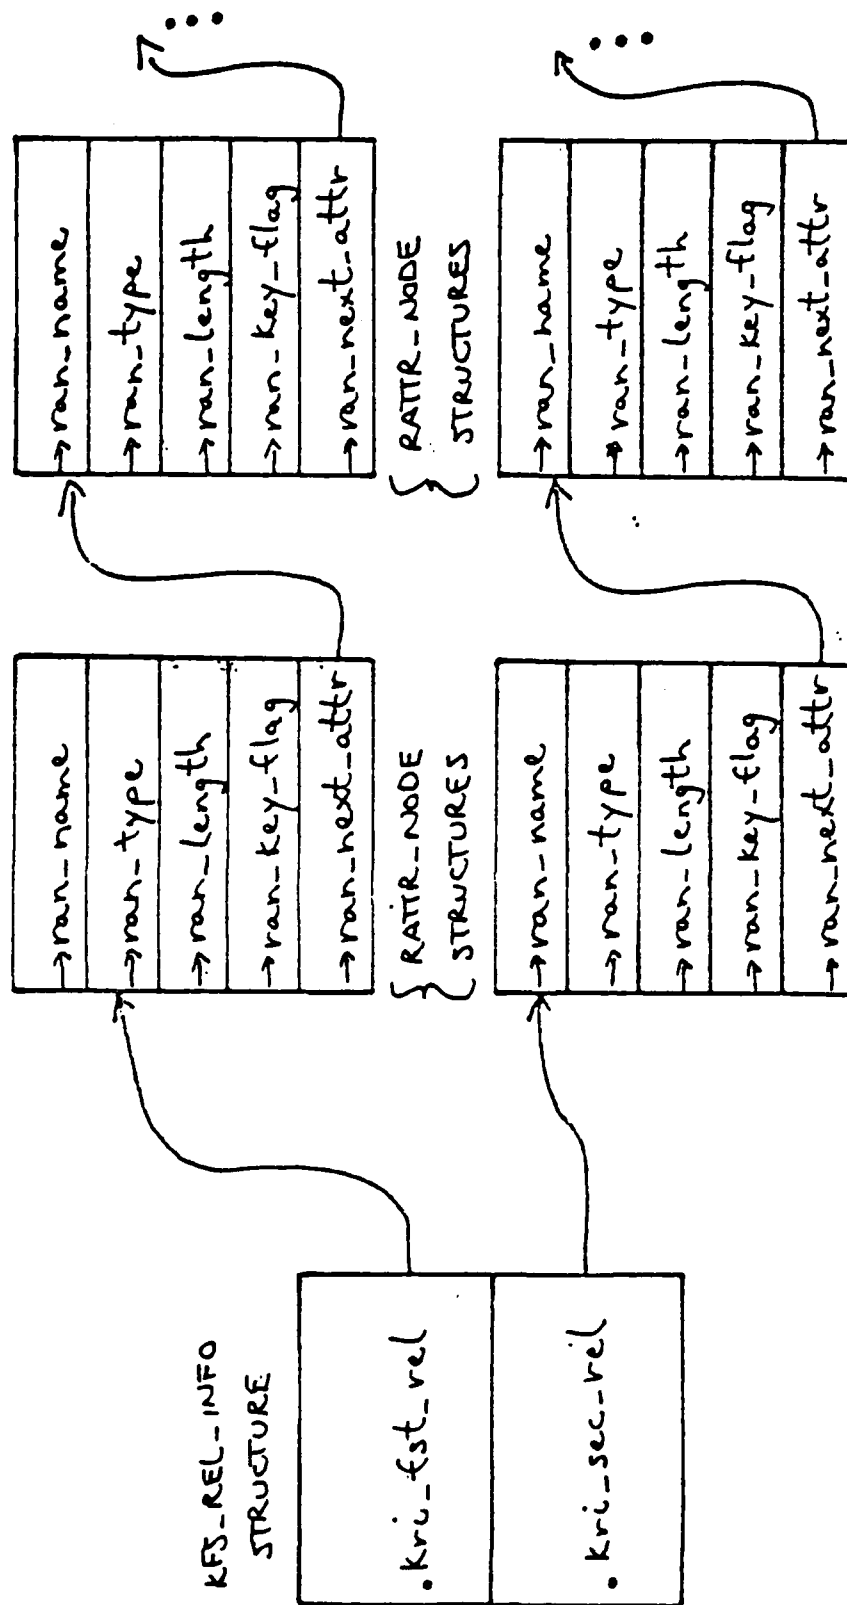 KFS_REL_INFO
STRUCTURE
.kri_fst_rel
.kri_sec_rel
→ran_name
→ran_type
→ran_length
→ran_key_flag
→ran_next_attr
{ RATTR_NODE
{ STRUCTURES
→ran_name
→ran_type
→ran_length
→ran_key_flag
→ran_next_attr
{ RATTR_NODE
{ STRUCTURES
→ran_name
→ran_type
→ran_length
→ran_key_flag
→ran_next_attr
→ran_name
→ran_type
→ran_length
→ran_key_flag
→ran_next_attr